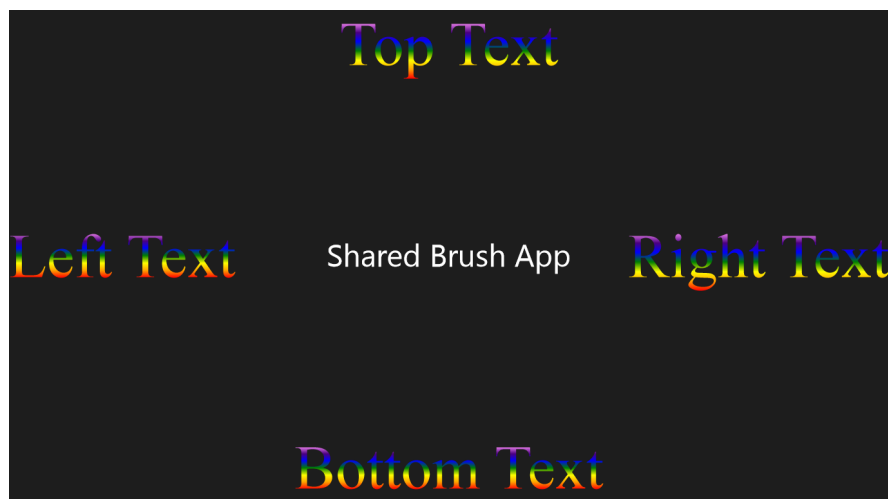 Top Text
Left Text
Shared Brush App
Right Text
Bottom Text